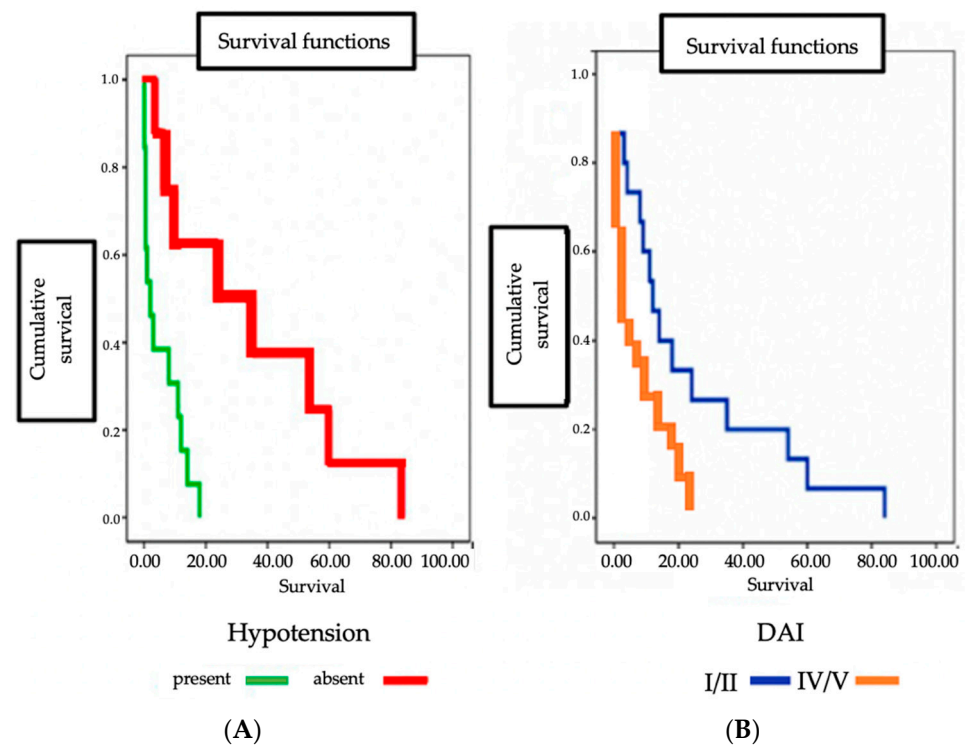 Survival functions
1.0
0.8
0.6
0.4
0.2
0.0
Cumulative
survical
0.00 20.00 40.00 60.00 80.00 100.00
Survival
Hypotension
present absent
(A)
Survival functions
1.0
0.8
0.6
0.4
0.2
0.0
Cumulative
survical
0.00 20.00 40.00 60.00 80.00 100.00
Survival
DAI
I/II IV/V
(B)